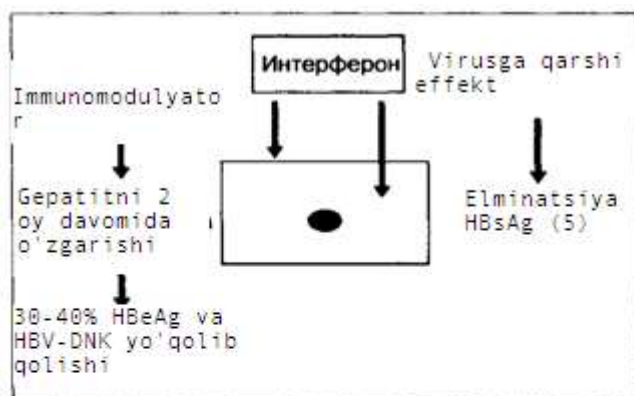 Интерферон
Virusga qarshi
effekt
Immunomodulyato
r
Gepatitni 2
oy davomida
o'zgarishi
Elminatsiya
HBsAg (5)
30-40% HBeAg va
HBV-DNK yo'qolib
qolishi